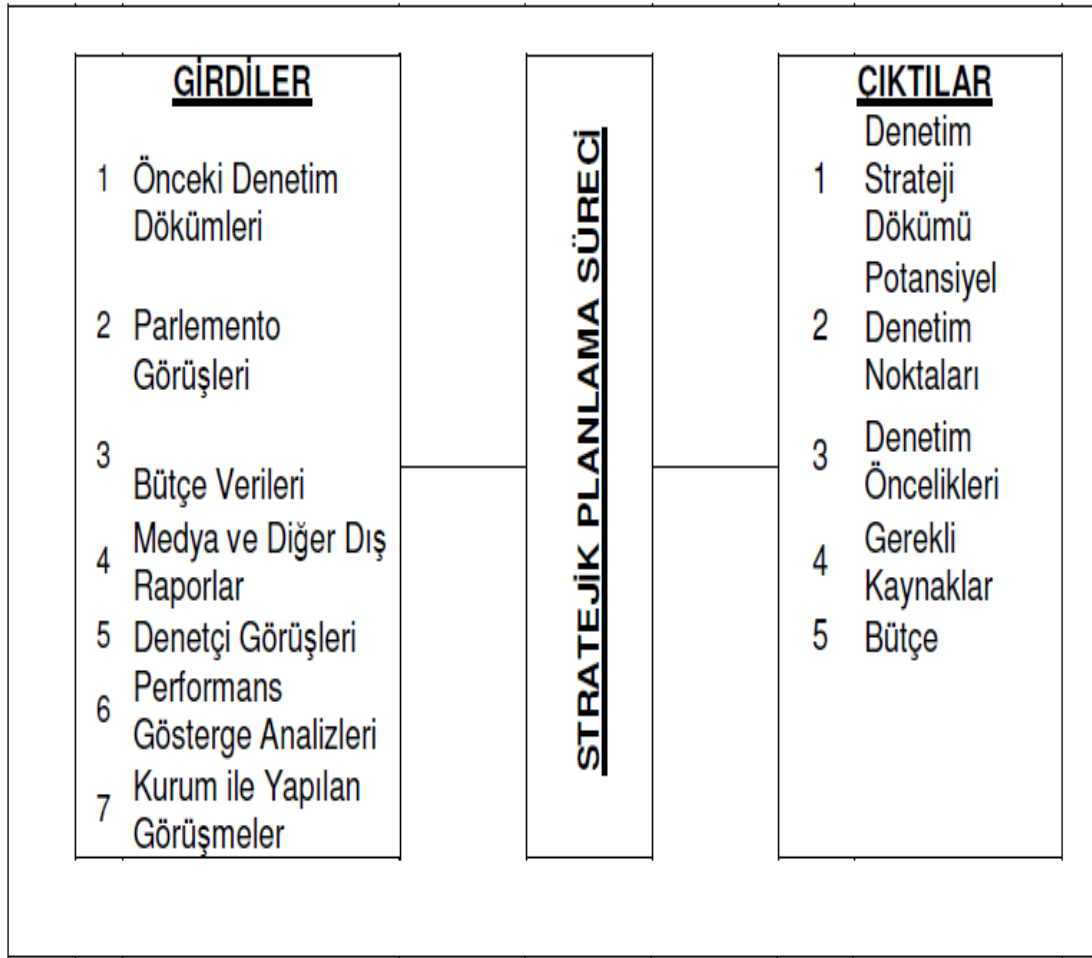 GİRDİLER
1 Önceki Denetim
Dökümleri
2 Parlemento
Görüşleri
3
Bütçe Verileri
4 Medya ve Diğer Dış
Raporlar
5 Denetçi Görüşleri
6 Performans
Gösterge Analizleri
7 Kurum ile Yapılan
Görüşmeler
STRATEJİK PLANLAMA SÜRECİ
ÇIKTILAR
Denetim
1 Strateji
Dökümü
Potansiyel
2 Denetim
Noktaları
3 Denetim
Öncelikleri
4 Gerekli
Kaynaklar
5 Bütçe